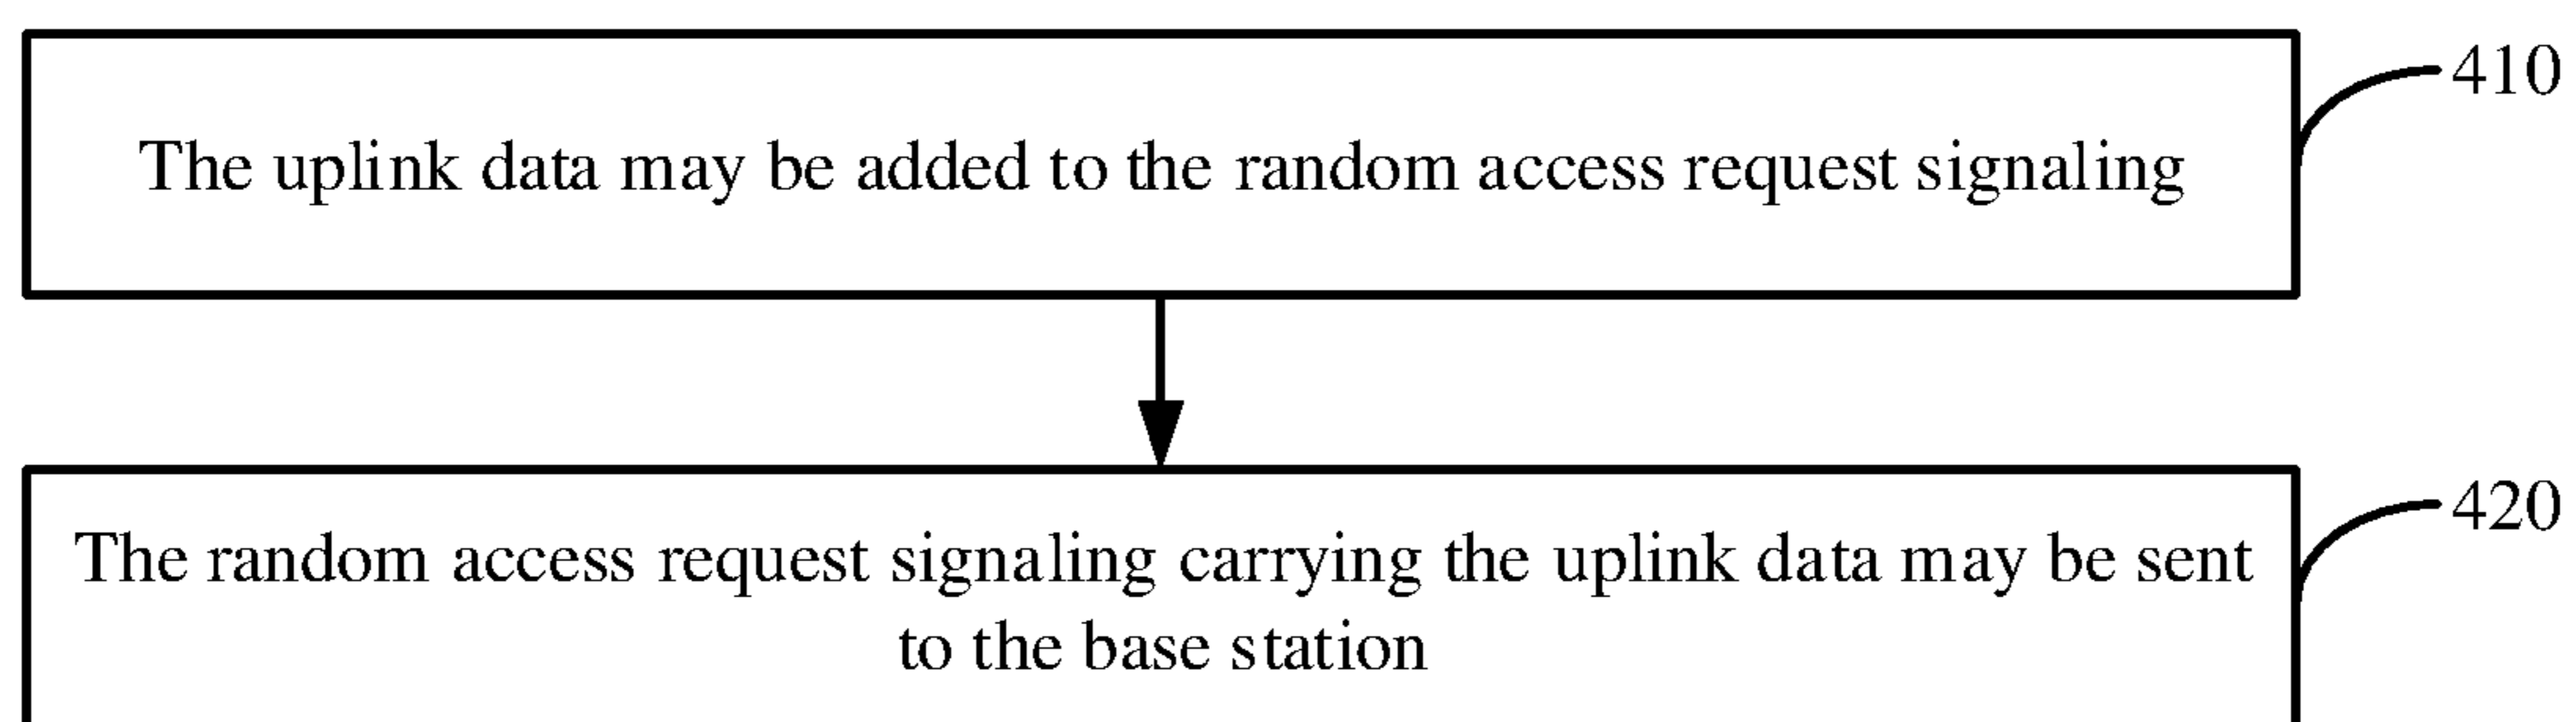 410
The uplink data may be added to the random access request signaling
420
The random access request signaling carrying the uplink data may be sent
to the base station